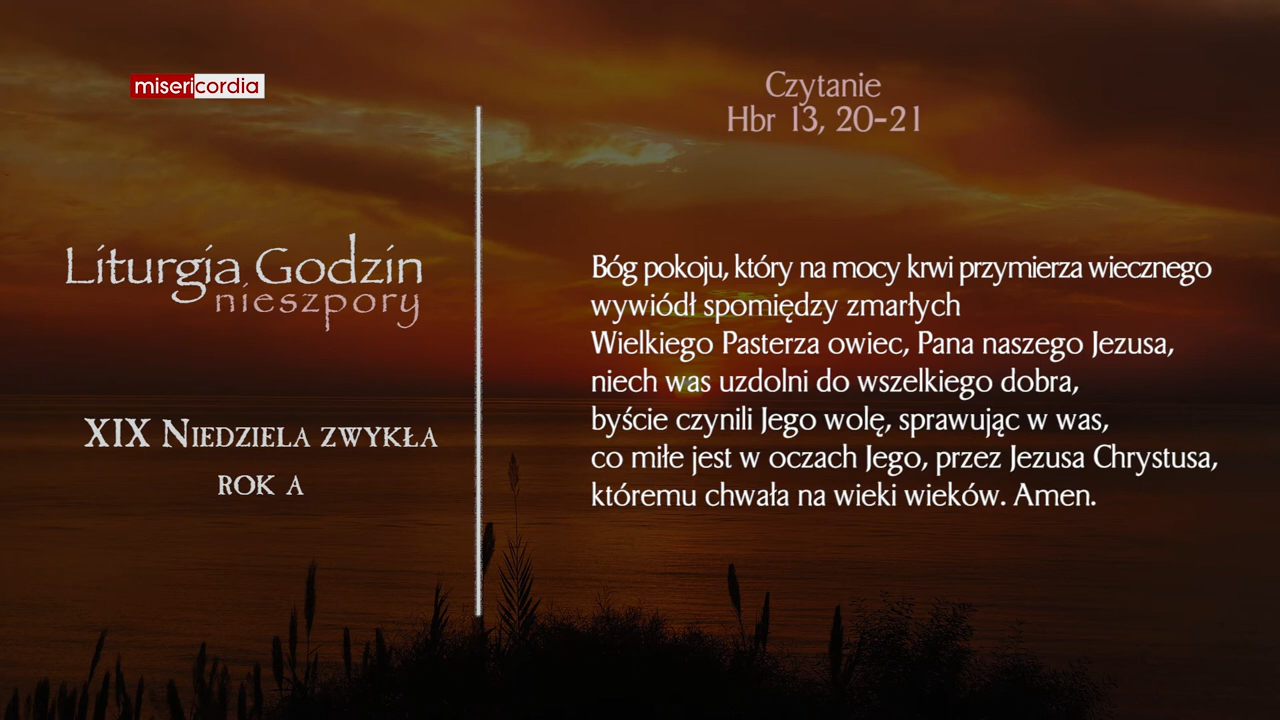 misericordia
Liturgia Godzin
nieszpory
XIX Niedziela zwykła
rok A
Czytanie
Hbr 13, 20-21
Bóg pokoju, który na mocy krwi przymierza wiecznego
wywiódł spomiędzy zmarłych
Wielkiego Pasterza owiec, Pana naszego Jezusa,
niech was uzdolni do wszelkiego dobra,
byście czynili Jego wolę, sprawując w was,
co miłe jest w oczach Jego, przez Jezusa Chrystusa,
któremu chwała na wieki wieków. Amen.